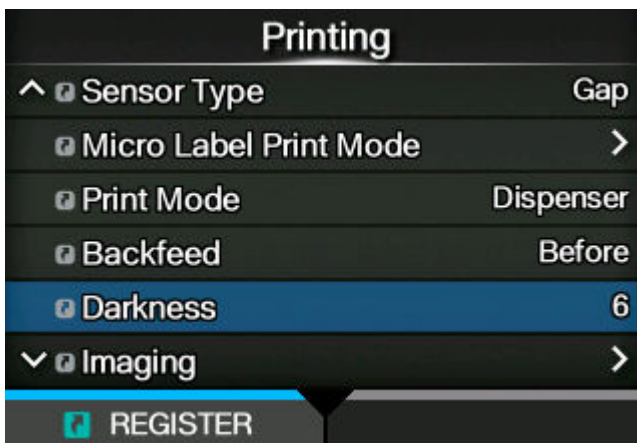 Printing
Sensor Type Gap
Micro Label Print Mode
Print Mode Dispenser
Backfeed Before
Darkness 6
Imaging
REGISTER